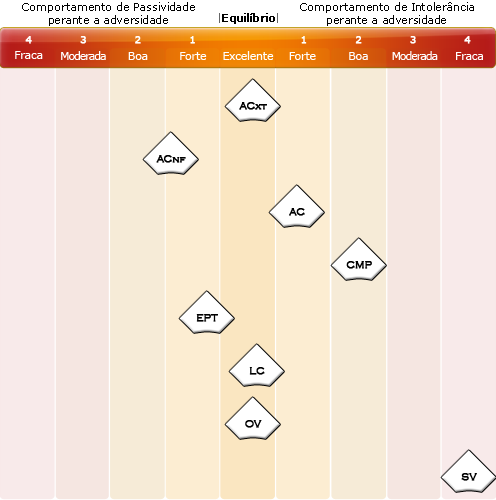 Comportamento de Passividade
perante a adversidade
|Equilíbrio|
Comportamento de Intolerância
perante a adversidade
4 3 2 1 1 2 3 4
Fraca Moderada Boa Forte Excelente Forte Boa Moderada Fraca
ACXT
ACNF
AC
CMP
EPT
LC
OV
SV